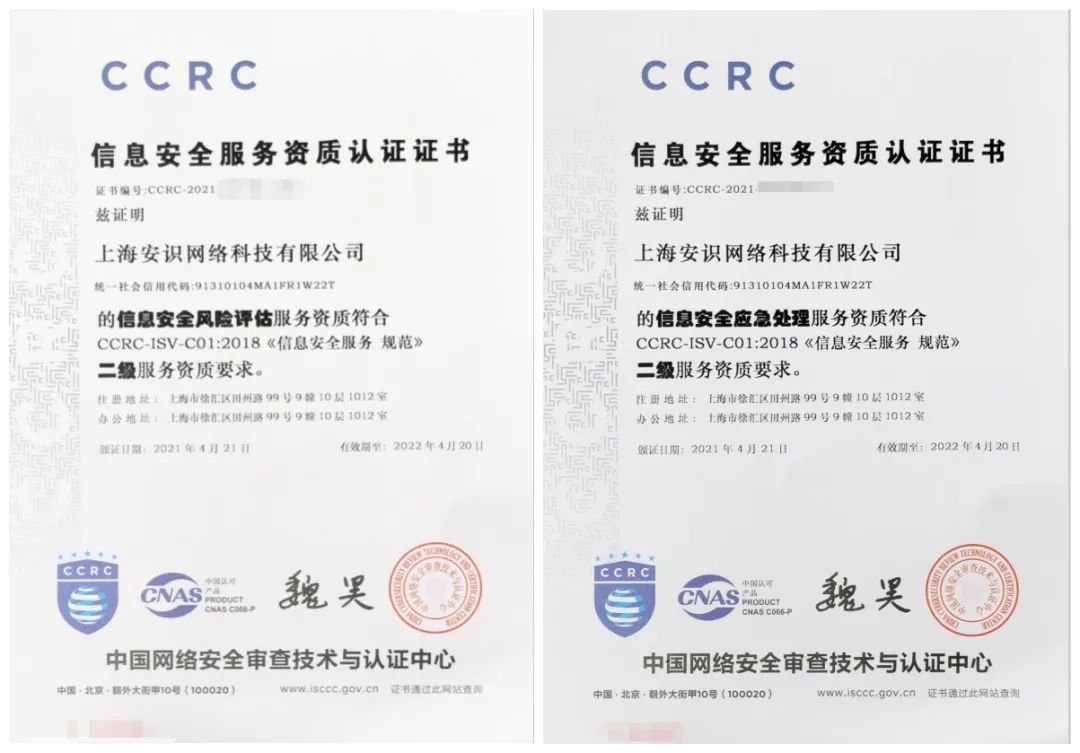 CCRC
信息安全服务资质认证证书
证书编号:CCRC-2021
兹证明
上海安识网络科技有限公司
统一社会信用代码:91310104MA1FR1W22T
的信息安全风险评估服务资质符合
CCRC-ISV-C01:2018《信息安全服务 规范》
二级服务资质要求。
注册地址: 上海市徐汇区田州路99号9幢10层1012室
办公地址: 上海市徐汇区田州路99号9幢10层1012室
颁证日期: 2021年4月21日 有效期至: 2022年4月20日
CCRC
CNAS
中国认可
产品
PRODUCT
CNAS C066-P
魏昊
CHINA CYBERSECURITY REVIEW TECHNOLOGY AND CERTIFICATION CENTER
中国网络安全审查技术与认证中心
中国网络安全审查技术与认证中心
中国·北京·朝外大街甲10号(100020) www.isccc.gov.cn 证书通过此网站查询
CCRC
信息安全服务资质认证证书
证书编号:CCRC-2021-
兹证明
上海安识网络科技有限公司
统一社会信用代码:91310104MA1FR1W22T
的信息安全应急处理服务资质符合
CCRC-ISV-C01:2018《信息安全服务 规范》
二级服务资质要求。
注册地址: 上海市徐汇区田州路99号9幢10层1012室
办公地址: 上海市徐汇区田州路99号9幢10层1012室
颁证日期: 2021年4月21日 有效期至: 2022年4月20日
CCRC
CNAS
中国认可
产品
PRODUCT
CNAS C066-P
魏昊
CHINA CYBERSECURITY REVIEW TECHNOLOGY AND CERTIFICATION CENTER
中国网络安全审查技术与认证中心
中国网络安全审查技术与认证中心
中国·北京·朝外大街甲10号(100020) www.isccc.gov.cn 证书通过此网站查询